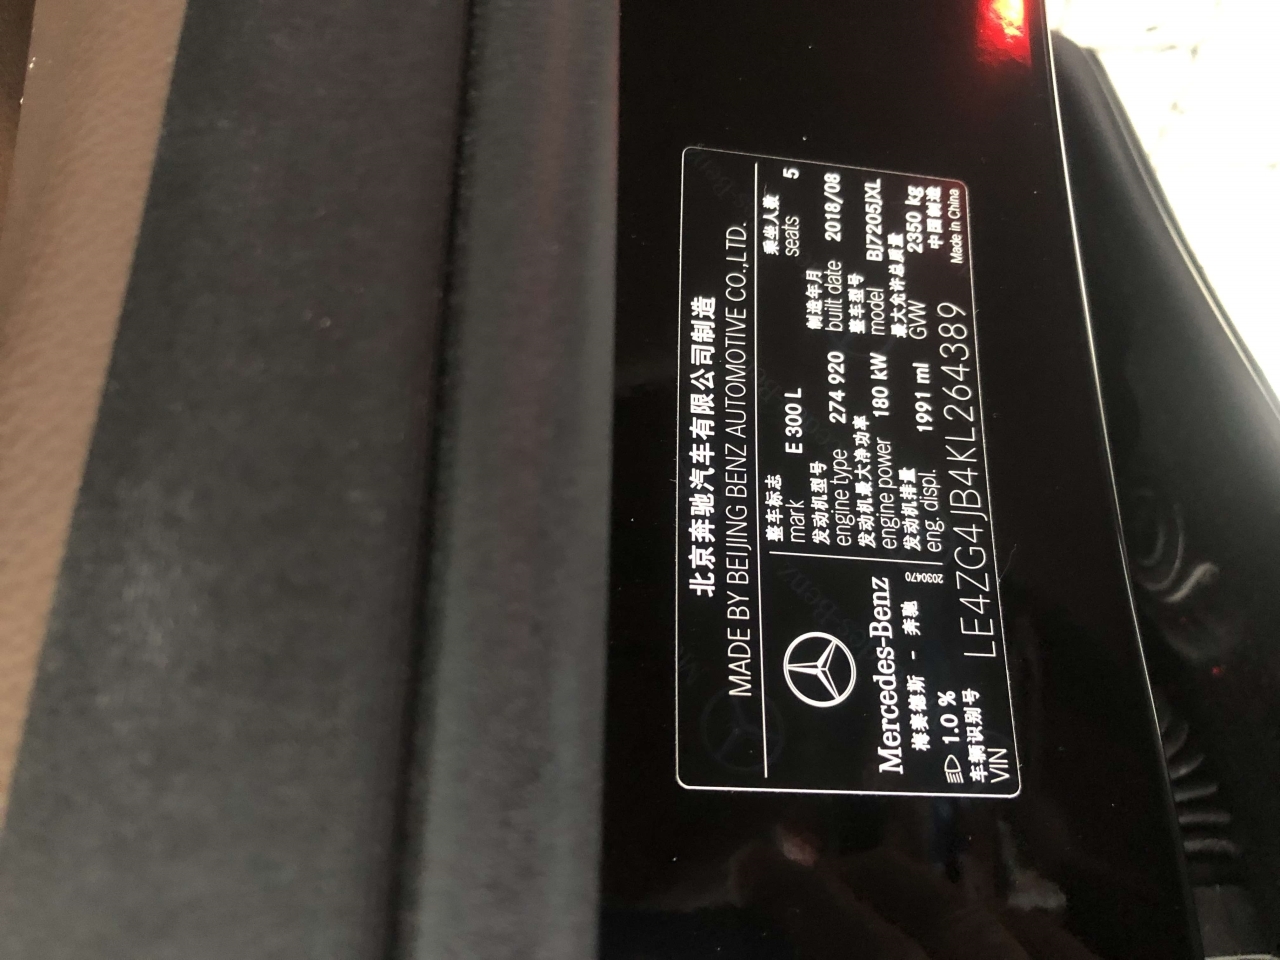 北京奔驰汽车有限公司制造
MADE BY BEIJING BENZ AUTOMOTIVE CO.,LTD.
Mercedes-Benz
梅赛德斯 - 奔驰
2030470
1.0 %
整车标志
mark E 300 L
乘坐人数
seats 5
发动机型号
engine type 274 920
制造年月
built date 2018/08
发动机最大净功率
engine power 180 kW
整车型号
model BJ7205JXL
发动机排量
eng. displ. 1991 ml
最大允许总质量
GVW 2350 kg
车辆识别号
VIN LE4ZG4JB4KL264389
中国制造
Made in China